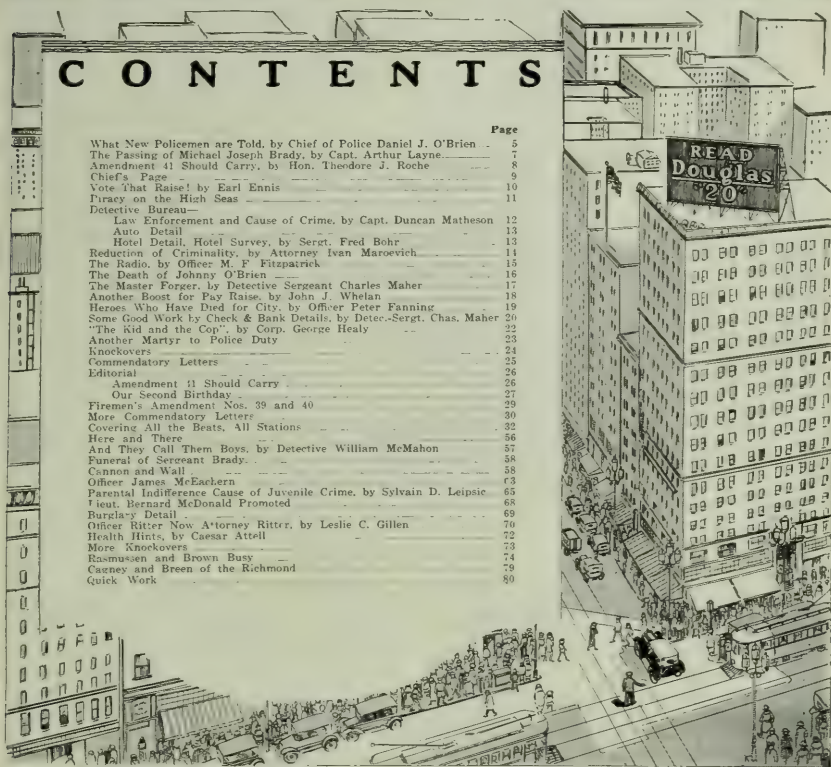 CONTENTS
Page
What New Policemen are Told, by Chief of Police Daniel J. O'Brien 5
The Passing of Michael Joseph Brady, by Capt. Arthur Layne 7
Amendment 41 Should Carry, by Hon. Theodore J. Roche 8
Chief's Page 9
Vote That Raise! by Earl Ennis 10
Piracy on the High Seas 11
Detective Bureau—
Law Enforcement and Cause of Crime, by Capt. Duncan Matheson 12
Auto Detail 13
Hotel Detail, Hotel Survey, by Sergt. Fred Bohr 13
Reduction of Criminality, by Attorney Ivan Maroevich 14
The Radio, by Officer M. F. Fitzpatrick 15
The Death of Johnny O'Brien 16
The Master Forger, by Detective Sergeant Charles Maher 17
Another Boost for Pay Raise, by John J. Whelan 18
Heroes Who Have Died for City, by Officer Peter Fanning 19
Some Good Work by Check & Bank Details, by Detec.-Sergt. Chas. Maher 20
"The Kid and the Cop", by Corp. George Healy 22
Another Martyr to Police Duty 23
Knockovers 24
Commendatory Letters 25
Editorial 26
Amendment 41 Should Carry 26
Our Second Birthday 27
Firemen's Amendment Nos. 39 and 40 29
More Commendatory Letters 30
Covering All the Beats, All Stations 32
Here and There 56
And They Call Them Boys, by Detective William McMahon 57
Funeral of Sergeant Brady 58
Cannon and Wall 58
Officer James McEachern 63
Parental Indifference Cause of Juvenile Crime, by Sylvain D. Leipsic 65
Lieut. Bernard McDonald Promoted 68
Burglary Detail 69
Officer Ritter Now Attorney Ritter, by Leslie C. Gillen 70
Health Hints, by Caesar Attell 72
More Knockovers 73
Rasmussen and Brown Busy 74
Cagney and Breen of the Richmond 79
Quick Work 80
READ
Douglas
"20"